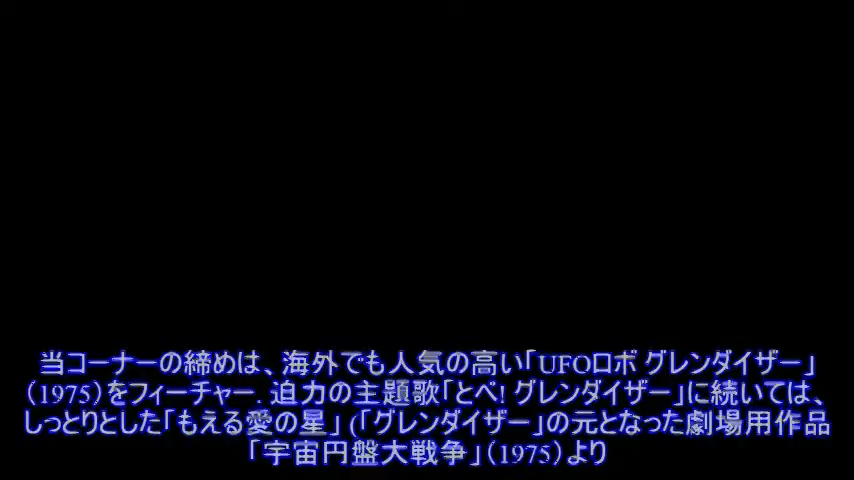 当コーナーの締めは、海外でも人気の高い「UFOロボ グレンダイザー」
（1975）をフィーチャー. 迫力の主題歌「とべ! グレンダイザー」に続いては、
しっとりとした「もえる愛の星」 (「グレンダイザー」の元となった劇場用作品
「宇宙円盤大戦争」（1975）より